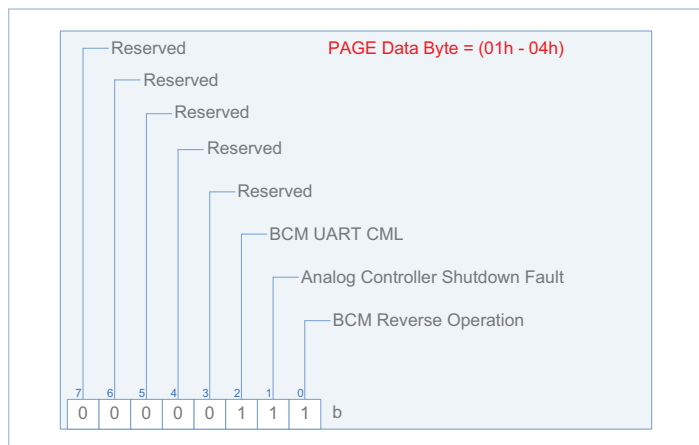 Reserved PAGE Data Byte = (01h - 04h)
Reserved
Reserved
Reserved
Reserved
BCM UART CML
Analog Controller Shutdown Fault
BCM Reverse Operation
7 6 5 4 3 2 1 0
0 0 0 0 0 1 1 1 b